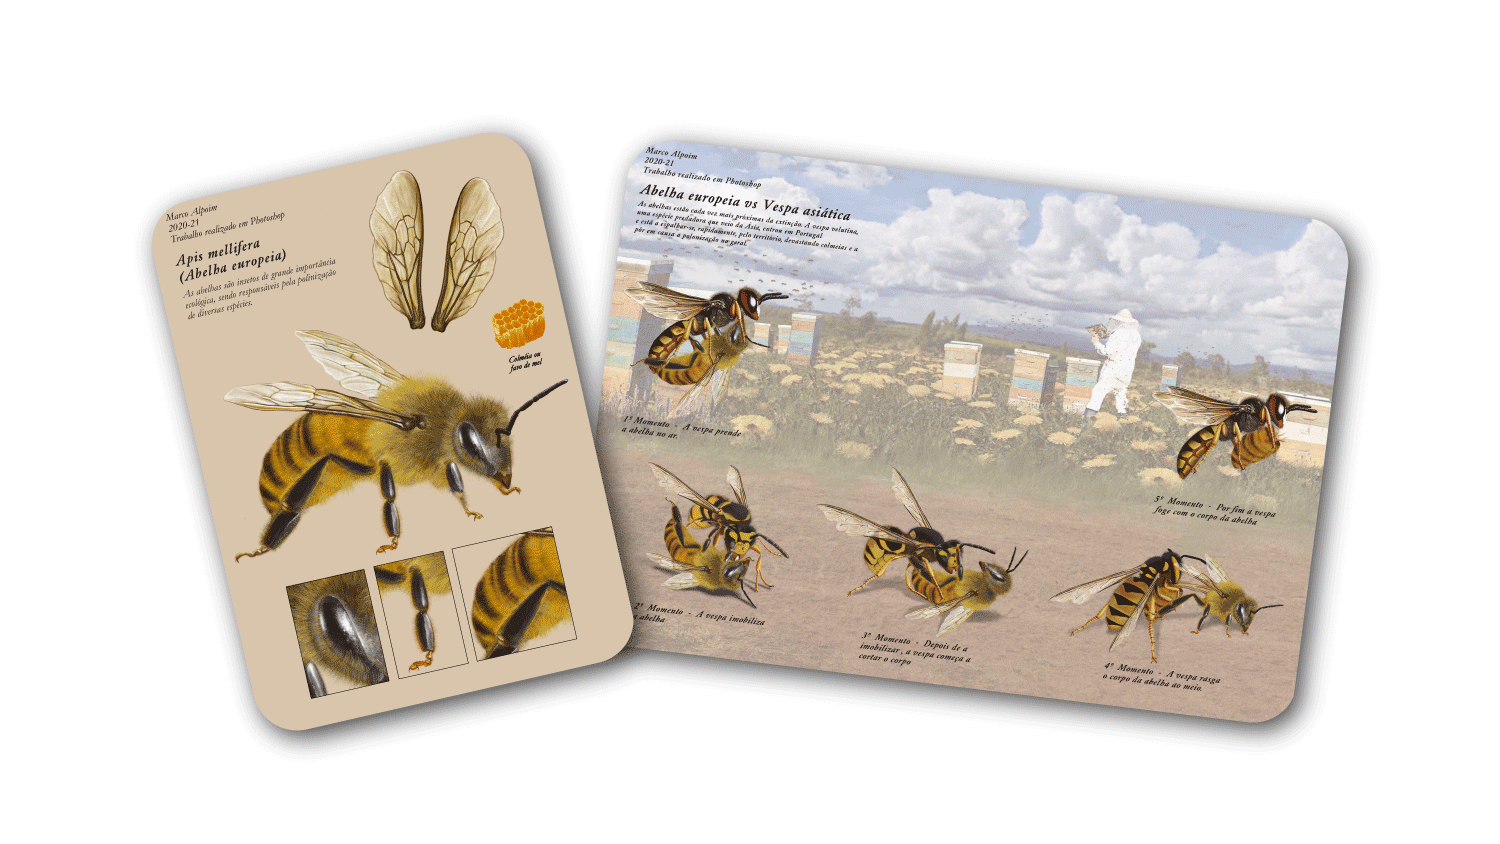 Marco Alpoim
2020-21
Trabalho realizado em Photoshop
Apis mellifera
(Abelha europeia)
As abelhas são insetos de grande importância
ecológica, sendo responsáveis pela polinização
de diversas espécies.
Colméia ou
favo de mel
Marco Alpoim
2020-21
Trabalho realizado em Photoshop
Abelha europeia vs Vespa asiática
As abelhas estão cada vez mais próximas da extinção. A vespa velutina,
uma espécie predadora que veio da Ásia, entrou em Portugal
e está a espalhar-se, rapidamente, pelo território, devastando colmeias e a
pôr em causa a polonização no geral.
1º Momento - A vespa prende
a abelha no ar.
2º Momento - A vespa imobiliza
a abelha
3º Momento - Depois de a
imobilizar, a vespa começa a
cortar o corpo
4º Momento - A vespa rasga
o corpo da abelha ao meio.
5º Momento - Por fim a vespa
foge com o corpo da abelha